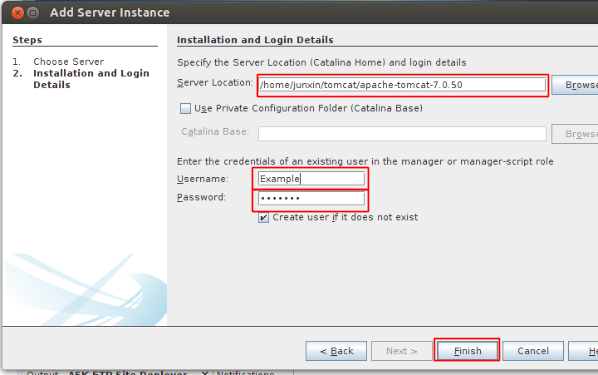 Add Server Instance
Steps
1. Choose Server
2. Installation and Login Details
Installation and Login Details
Specify the Server Location (Catalina Home) and login details
Server Location: /home/junxin/tomcat/apache-tomcat-7.0.50 Browse
Use Private Configuration Folder (Catalina Base)
Catalina Base: Browse
Enter the credentials of an existing user in the manager or manager-script role
Username: Example
Password: •••••••
Create user if it does not exist
< Back Next > Finish Cancel He
Output ASK FTP Site Deployer × Notifications